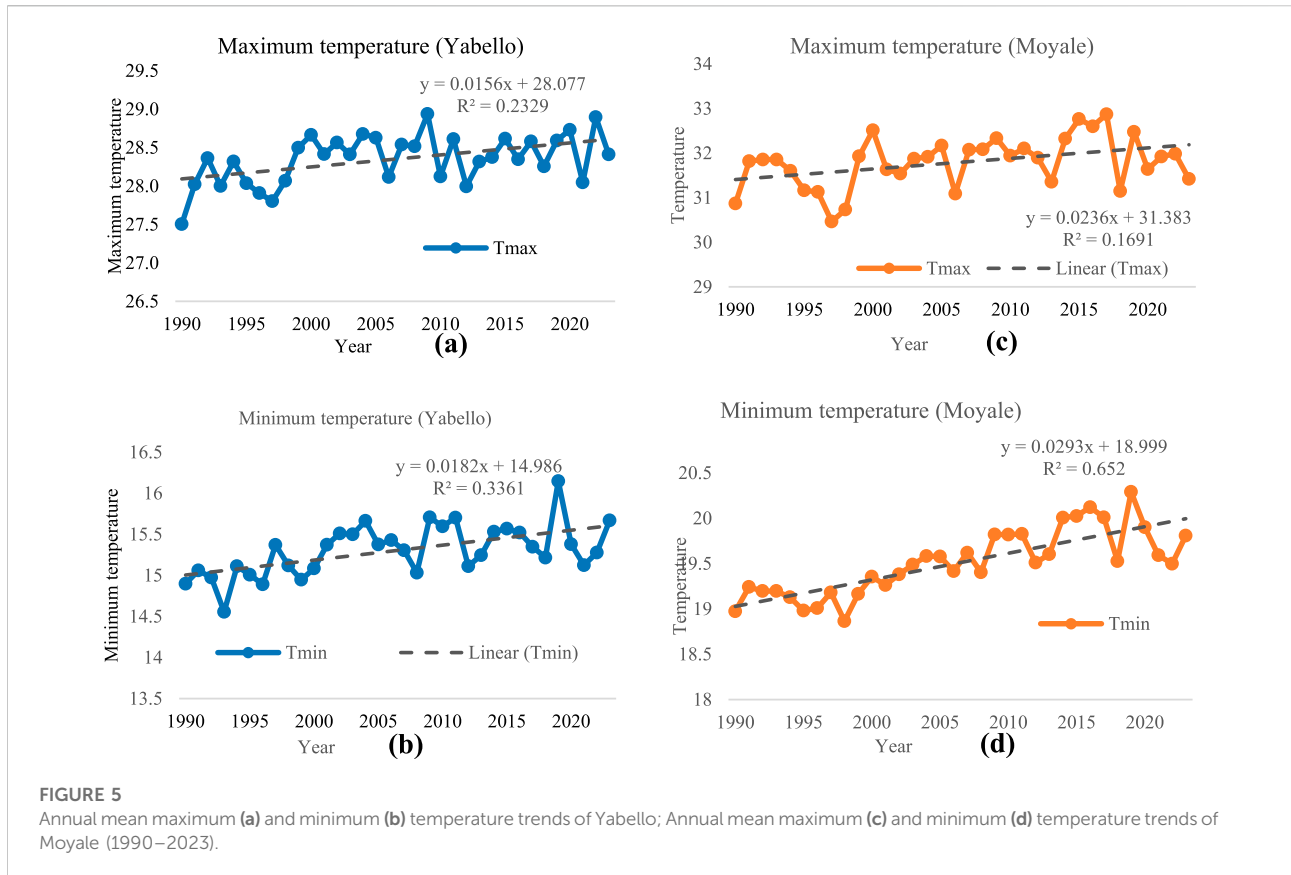 Maximum temperature (Yabello)
29.5
29.0
28.5
28.0
27.5
27.0
26.5
Maximum temperature
y = 0.0156x + 28.077
R² = 0.2329
Tmax
1990 1995 2000 2005 2010 2015 2020
Year
(a)
Maximum temperature (Moyale)
34
33
32
31
30
29
Temperature
y = 0.0236x + 31.383
R² = 0.1691
Tmax Linear (Tmax)
1990 1995 2000 2005 2010 2015 2020
Year
(c)
Minimum temperature (Yabello)
16.5
16
15.5
15
14.5
14
13.5
Minimum temperature
y = 0.0182x + 14.986
R² = 0.3361
Tmin Linear (Tmin)
1990 1995 2000 2005 2010 2015 2020
Year
(b)
Minimum temperature (Moyale)
20.5
20
19.5
19
18.5
18
Temperature
y = 0.0293x + 18.999
R² = 0.652
Tmin
1990 1995 2000 2005 2010 2015 2020
Year
(d)
FIGURE 5
Annual mean maximum (a) and minimum (b) temperature trends of Yabello; Annual mean maximum (c) and minimum (d) temperature trends of
Moyale (1990–2023).